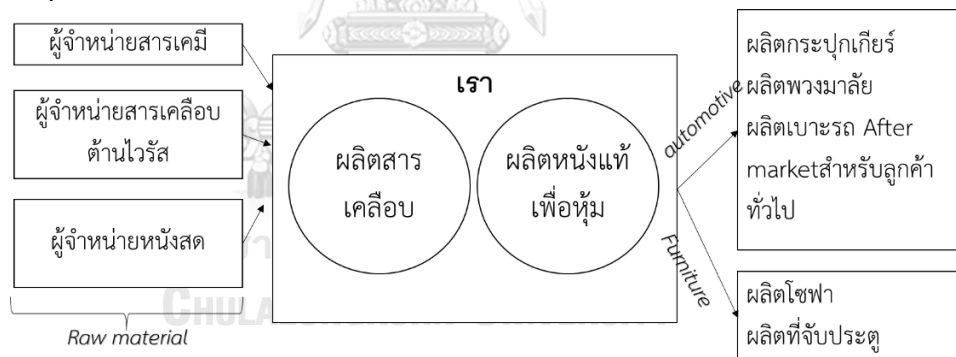 ผู้จำหน่ายสารเคมี
ผู้จำหน่ายสารเคลือบ
ต้านไวรัส
ผู้จำหน่ายหนังสด
Raw material
เรา
ผลิตสาร
เคลือบ
ผลิตหนังแท้
เพื่อหุ้ม
automotive
Furniture
ผลิตกระปุกเกียร์
ผลิตพวงมาลัย
ผลิตเบาะรถ After
marketสำหรับลูกค้า
ทั่วไป
ผลิตโซฟา
ผลิตที่จับประตู